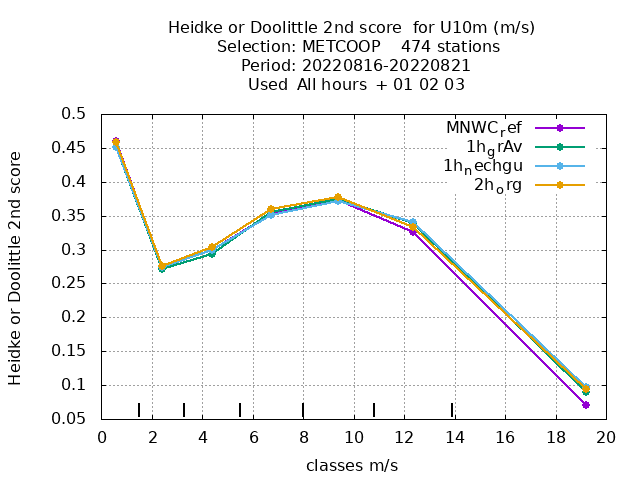 Heidke or Doolittle 2nd score  for U10m (m/s)
Selection: METCOOP    474 stations
Period: 20220816-20220821
Used  All hours  + 01 02 03
Heidke or Doolittle 2nd score
0.5
0.45
0.4
0.35
0.3
0.25
0.2
0.15
0.1
0.05
MNWC_ref
1h_grAv
1h_nechgu
2h_org
0 2 4 6 8 10 12 14 16 18 20
classes m/s